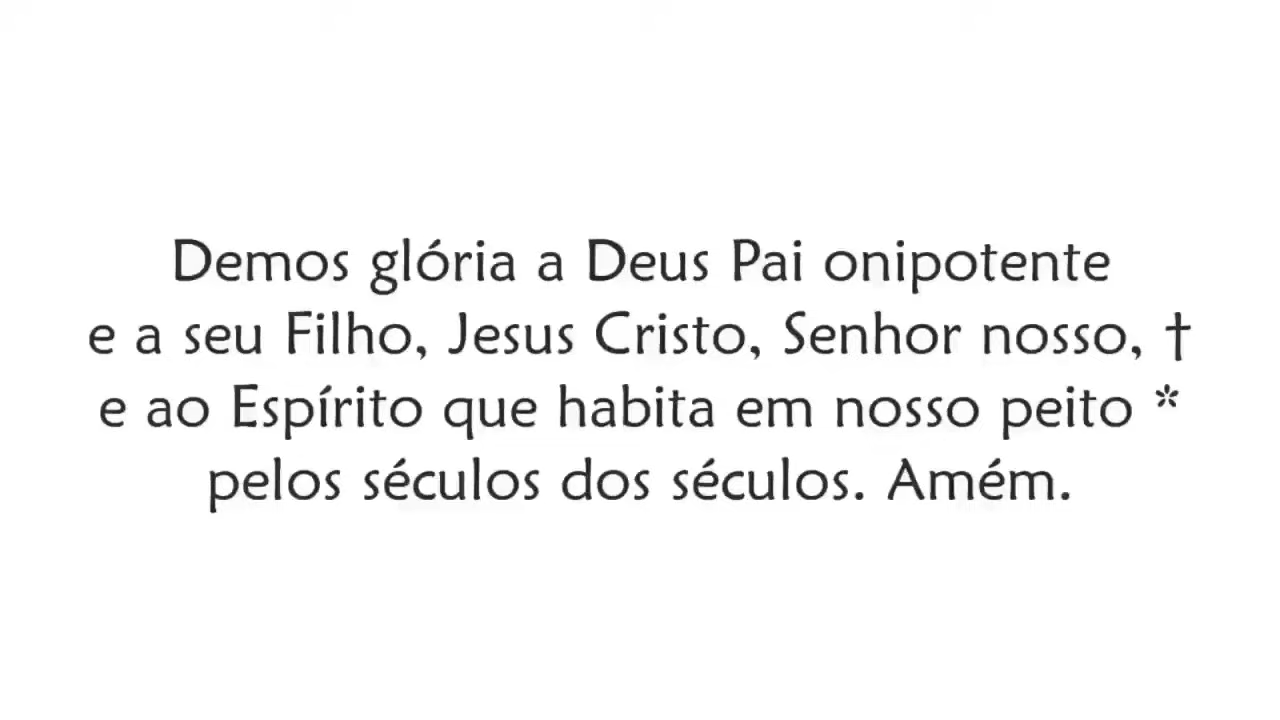 Demos glória a Deus Pai onipotente
e a seu Filho, Jesus Cristo, Senhor nosso, †
e ao Espírito que habita em nosso peito *
pelos séculos dos séculos. Amém.